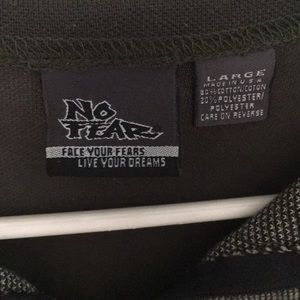 NO
FEAR
FACE YOUR FEARS
LIVE YOUR DREAMS
LARGE
MADE IN U.S.A
80% COTTON/COTON
20% POLYESTER/
POLYESTER
CARE ON REVERSE